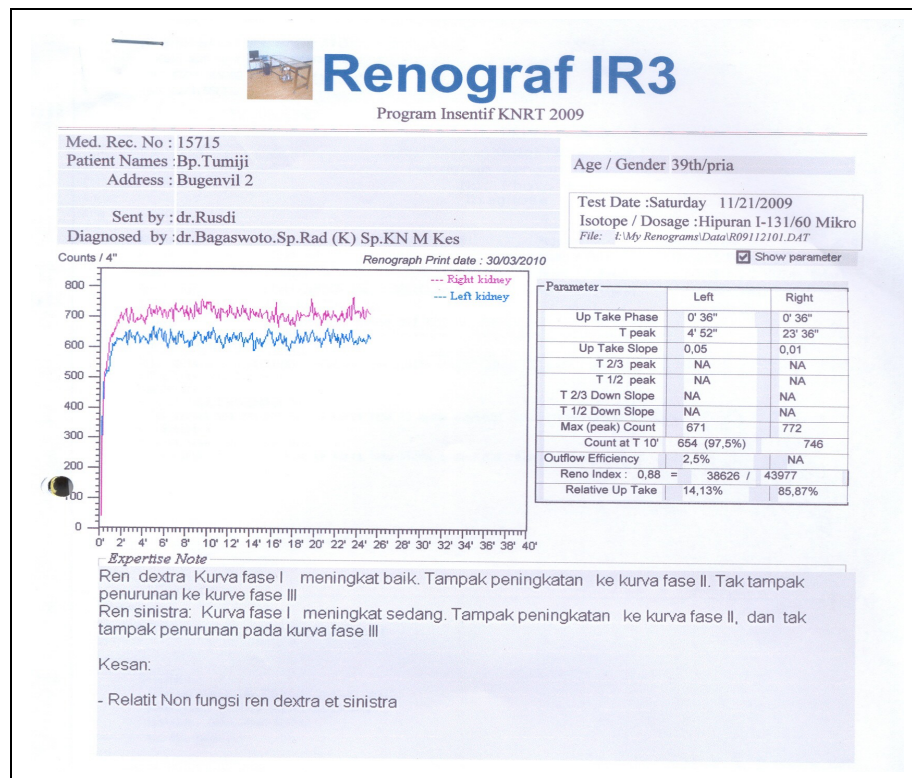 Renograf IR3
Program Insentif KNRT 2009
Med. Rec. No : 15715
Patient Names : Bp.Tumiji
Address : Bugenvil 2
Sent by : dr.Rusdi
Diagnosed by : dr.Bagaswoto.Sp.Rad (K) Sp.KN M Kes
Age / Gender 39th/pria
Test Date :Saturday 11/21/2009
Isotope / Dosage :Hipuran I-131/60 Mikro
File: I:\My Renograms\Data\R09112101.DAT
Counts / 4"
Renograph Print date : 30/03/2010
Show parameter
--- Right kidney
--- Left kidney
800
700
600
500
400
300
200
00
0
0' 2' 4' 6' 8' 10' 12' 14' 16' 18' 20' 22' 24' 26' 28' 30' 32' 34' 36' 38' 40'
Parameter
Left Right
Up Take Phase 0' 36" 0' 36"
T peak 4' 52" 23' 36"
Up Take Slope 0,05 0,01
T 2/3 peak NA NA
T 1/2 peak NA NA
T 2/3 Down Slope NA NA
T 1/2 Down Slope NA NA
Max (peak) Count 671 772
Count at T 10' 654 (97,5%) 746
Outflow Efficiency 2,5% NA
Reno Index : 0,88 = 38626 / 43977
Relative Up Take 14,13% 85,87%
Expertise Note
Ren dextra Kurva fase I meningkat baik. Tampak peningkatan ke kurva fase II. Tak tampak
penurunan ke kurve fase III
Ren sinistra: Kurva fase I meningkat sedang. Tampak peningkatan ke kurva fase II, dan tak
tampak penurunan pada kurva fase III
Kesan:
- Relatit Non fungsi ren dextra et sinistra